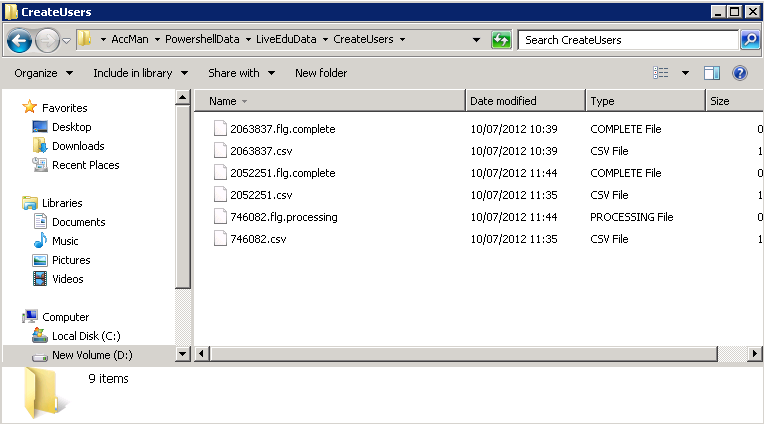 CreateUsers
AccMan PowershellData LiveEduData CreateUsers Search CreateUsers
Organize Include in library Share with New folder
Favorites
Desktop
Downloads
Recent Places
Libraries
Documents
Music
Pictures
Videos
Computer
Local Disk (C:)
New Volume (D:)
Name Date modified Type Size
2063837.flg.complete 10/07/2012 10:39 COMPLETE File 0
2063837.csv 10/07/2012 10:39 CSV File 1
2052251.flg.complete 10/07/2012 11:44 COMPLETE File 0
2052251.csv 10/07/2012 11:35 CSV File 1
746082.flg.processing 10/07/2012 11:44 PROCESSING File 0
746082.csv 10/07/2012 11:35 CSV File 1
9 items